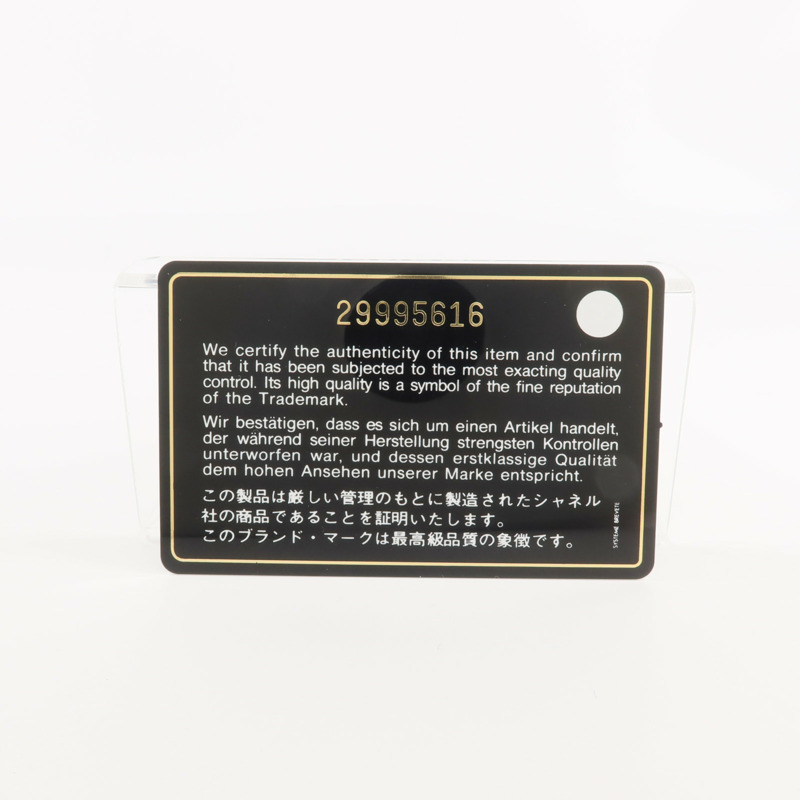 29995616
We certify the authenticity of this item and confirm
that it has been subjected to the most exacting quality
control. Its high quality is a symbol of the fine reputation
of the Trademark.
Wir bestätigen, dass es sich um einen Artikel handelt,
der während seiner Herstellung strengsten Kontrollen
unterworfen war, und dessen erstklassige Qualität
dem hohen Ansehen unserer Marke entspricht.
この製品は厳しい管理のもとに製造されたシャネル
社の商品であることを証明いたします。
このブランド・マークは最高級品質の象徴です。
SYSTEME BREVETE